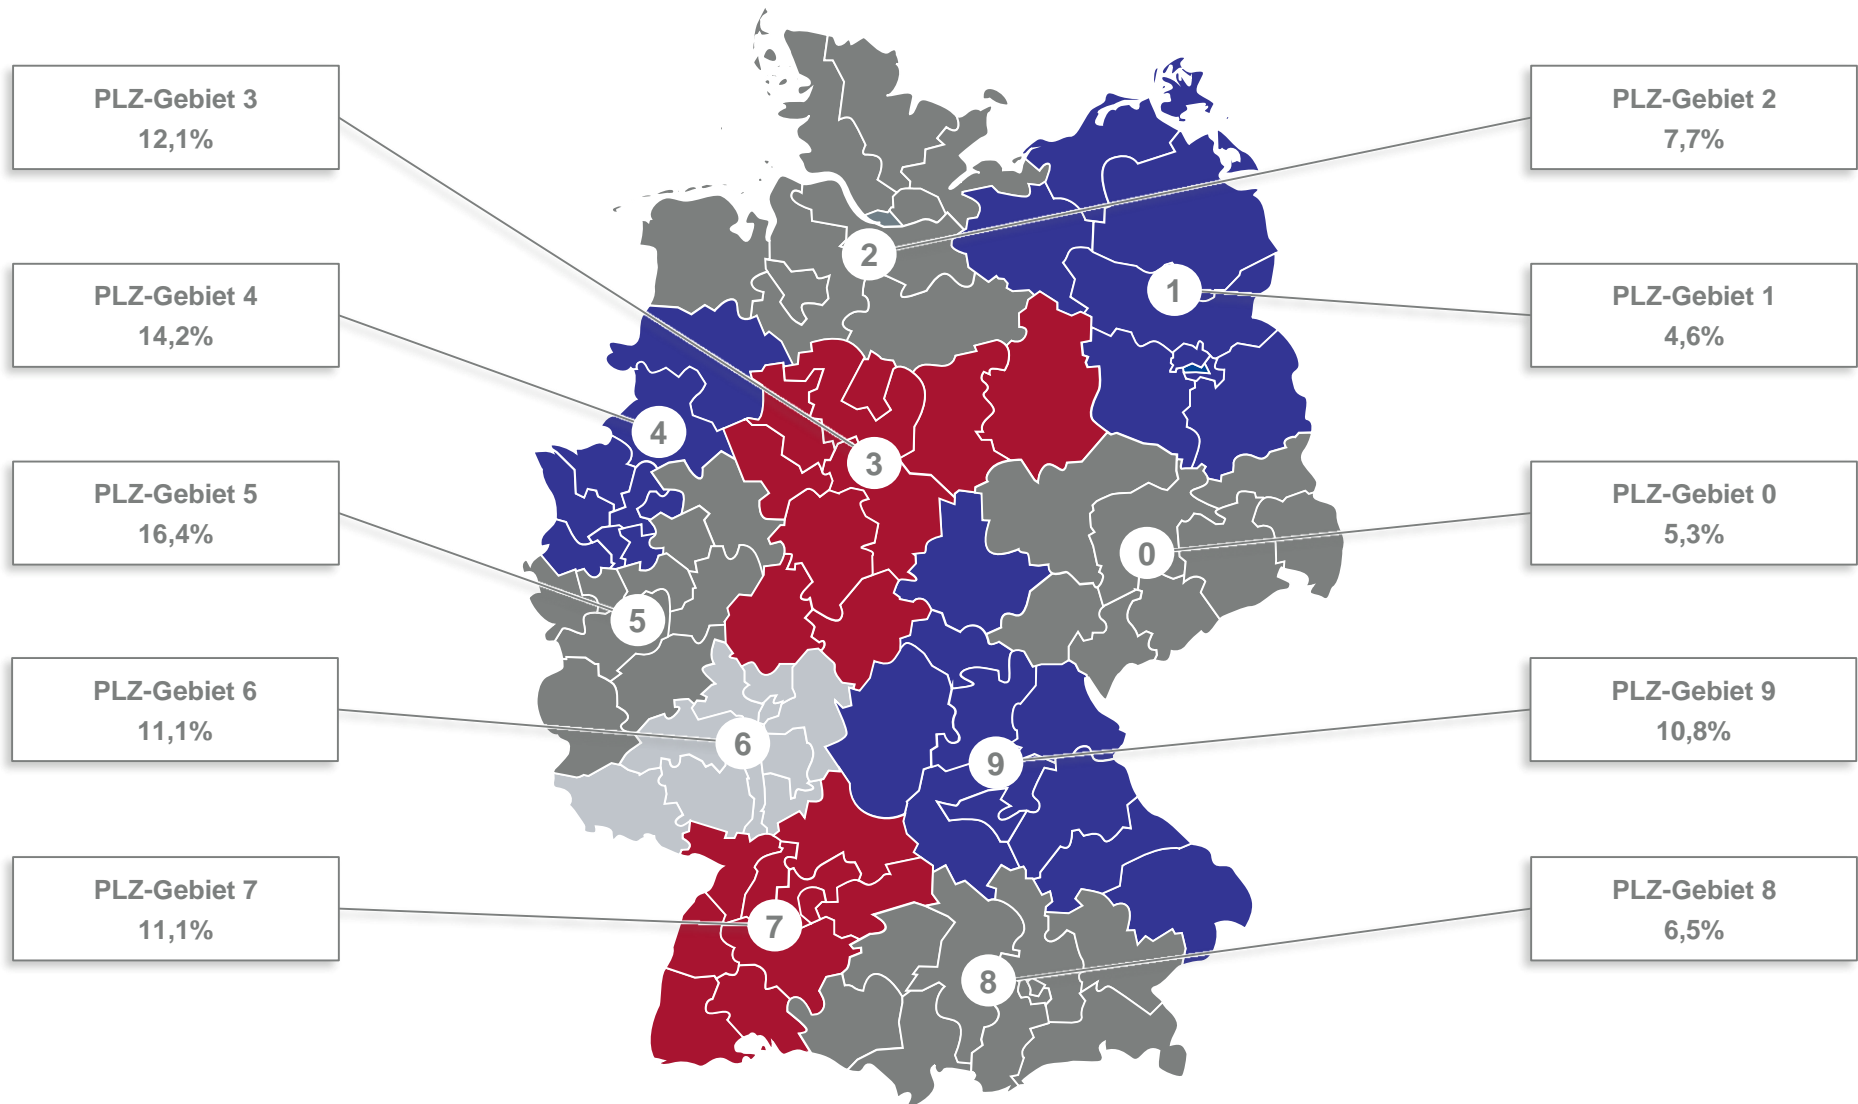 PLZ-Gebiet 3
12,1%
PLZ-Gebiet 4
14,2%
PLZ-Gebiet 5
16,4%
PLZ-Gebiet 6
11,1%
PLZ-Gebiet 7
11,1%
2
1
4
3
0
5
6
9
7
8
PLZ-Gebiet 2
7,7%
PLZ-Gebiet 1
4,6%
PLZ-Gebiet 0
5,3%
PLZ-Gebiet 9
10,8%
PLZ-Gebiet 8
6,5%